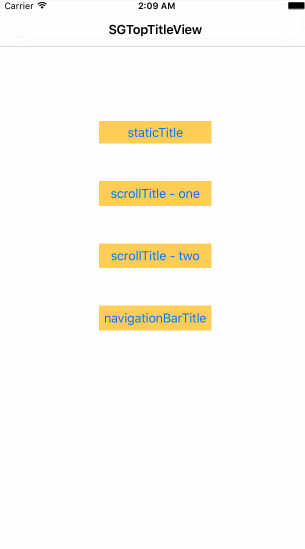 Carrier 2:09 AM
SGTopTitleView
staticTitle
scrollTitle - one
scrollTitle - two
navigationBarTitle